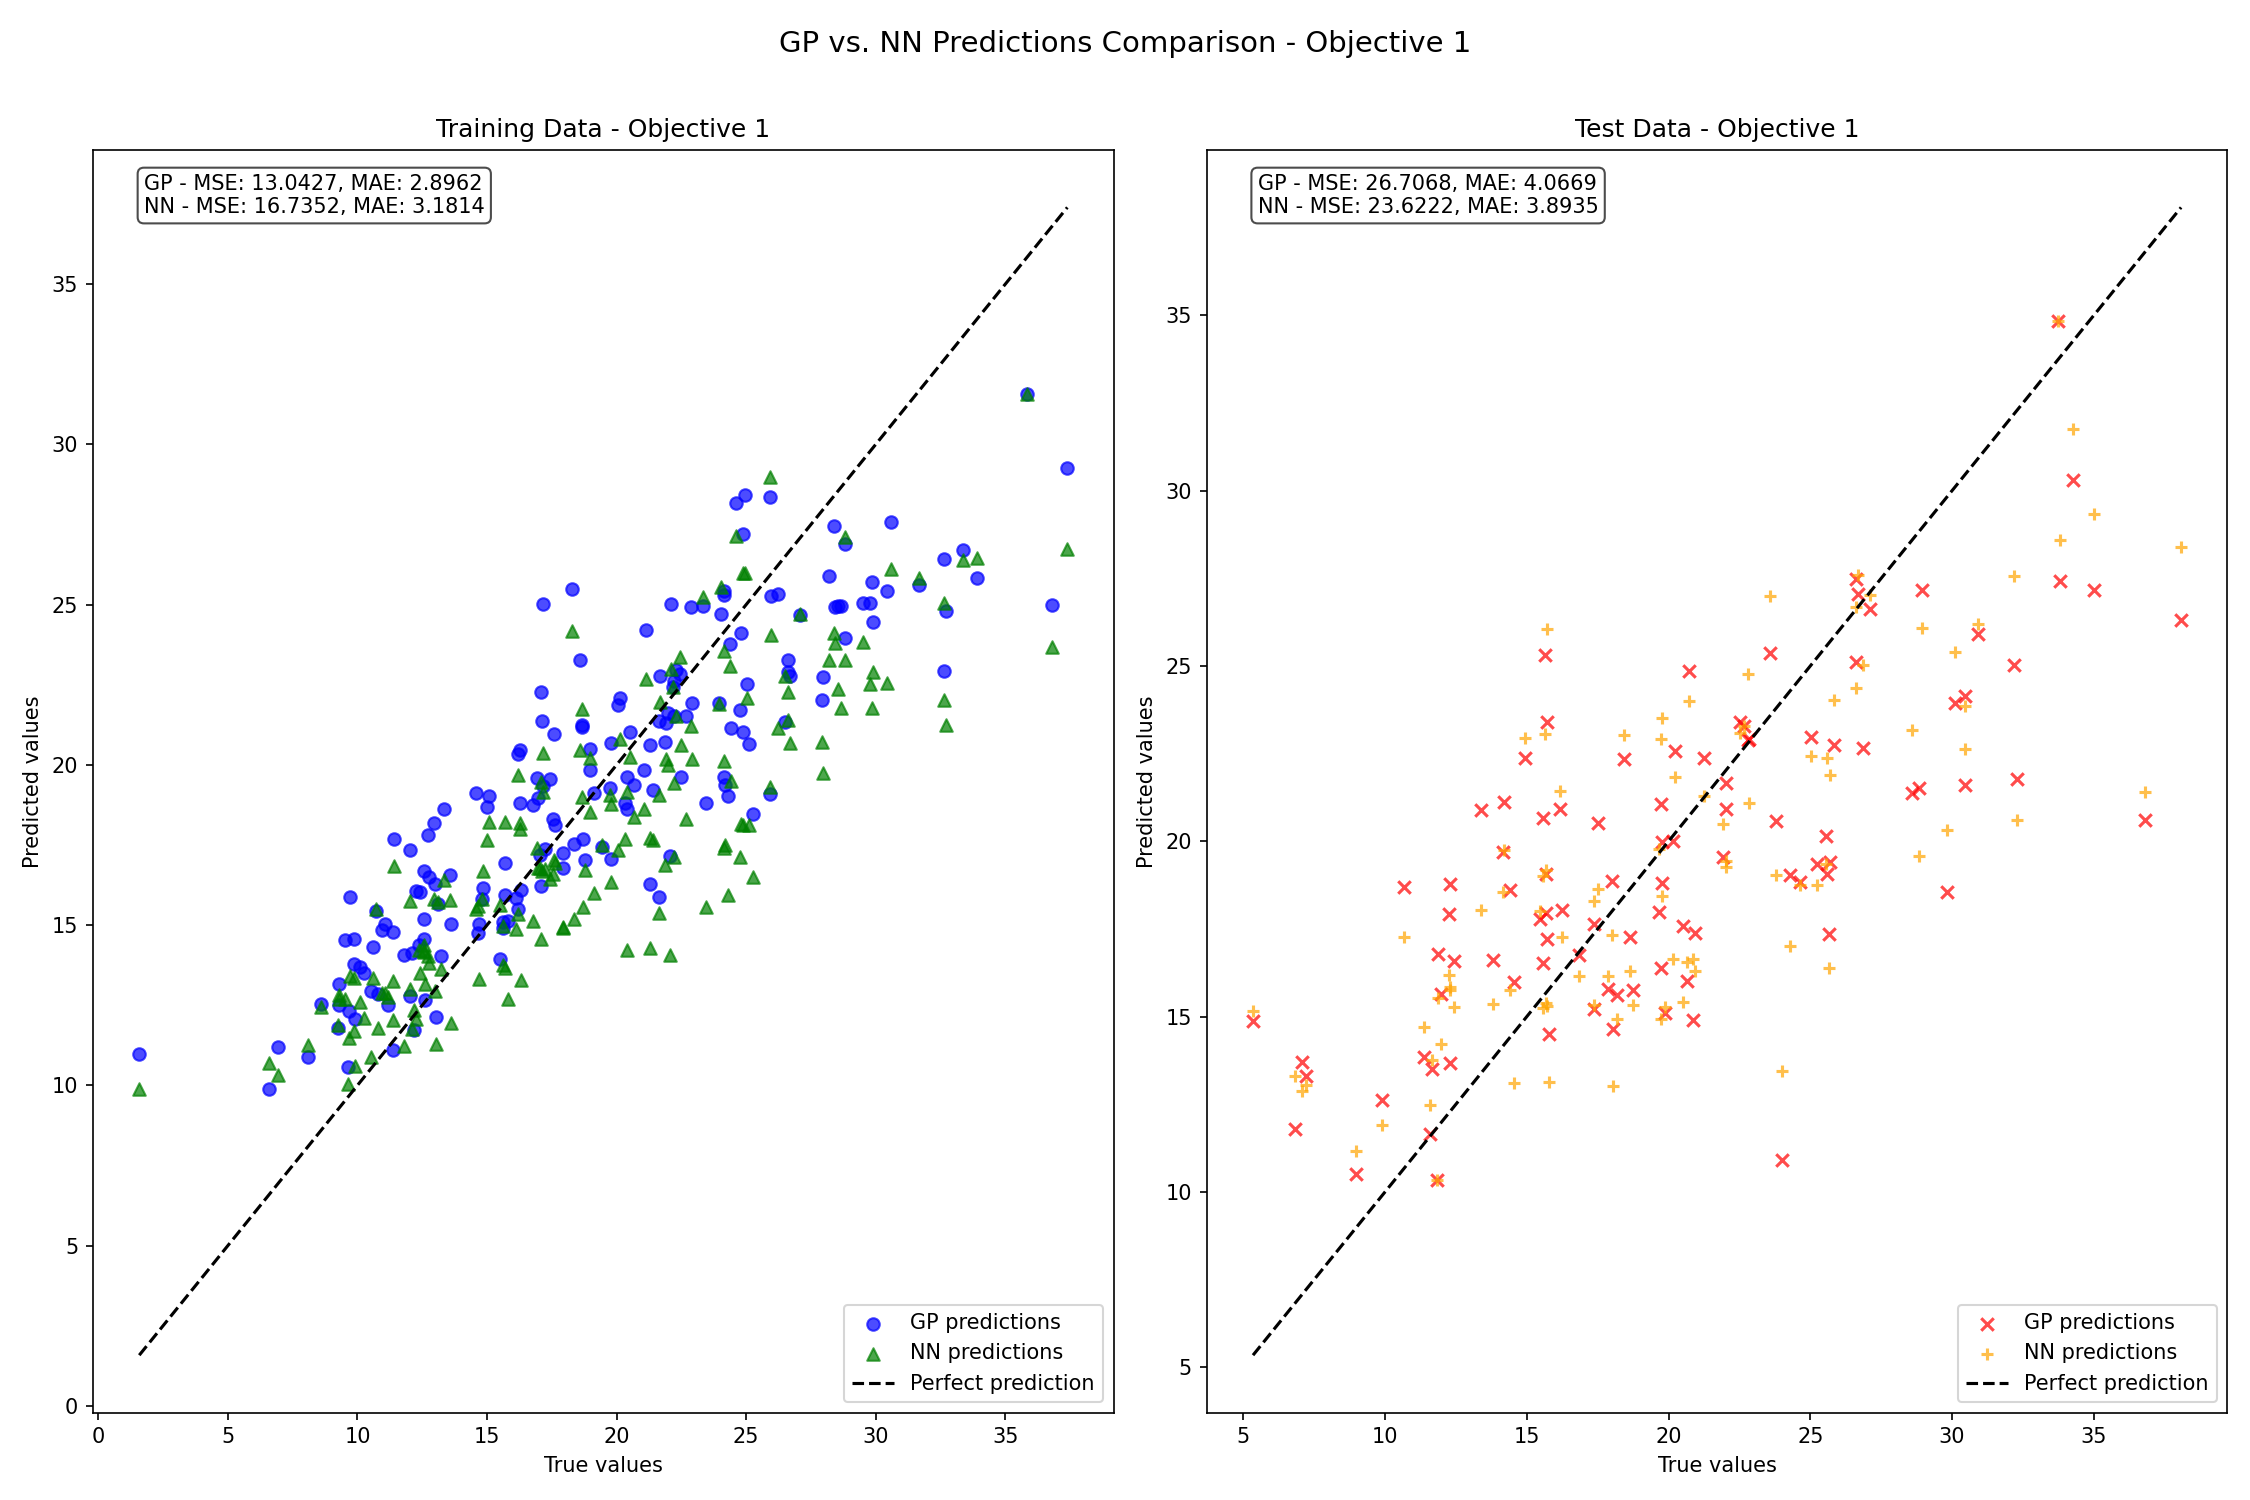 GP vs. NN Predictions Comparison - Objective 1
Training Data - Objective 1
GP - MSE: 13.0427, MAE: 2.8962
NN - MSE: 16.7352, MAE: 3.1814
Predicted values
35
30
25
20
15
10
5
0
0 5 10 15 20 25 30 35
True values
GP predictions
NN predictions
Perfect prediction
Test Data - Objective 1
GP - MSE: 26.7068, MAE: 4.0669
NN - MSE: 23.6222, MAE: 3.8935
Predicted values
35
30
25
20
15
10
5
5 10 15 20 25 30 35
True values
GP predictions
NN predictions
Perfect prediction